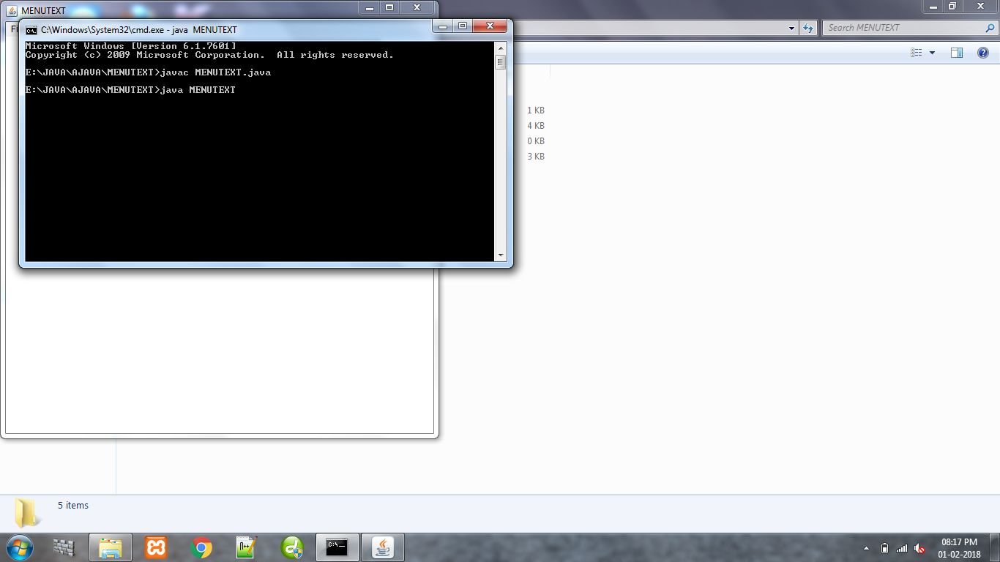 MENUTEXT
Fi
C:\Windows\System32\cmd.exe - java MENUTEXT
Microsoft Windows [Version 6.1.7601]
Copyright (c) 2009 Microsoft Corporation. All rights reserved.
E:\JAVA\AJAVA\MENUTEXT>javac MENUTEXT.java
E:\JAVA\AJAVA\MENUTEXT>java MENUTEXT
Search MENUTEXT
1 KB
4 KB
0 KB
3 KB
5 items
08:17 PM
01-02-2018